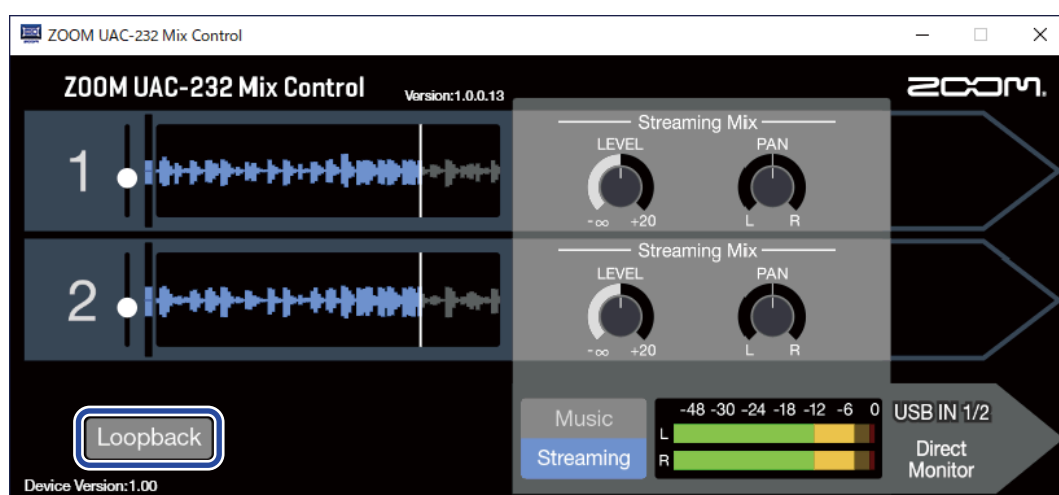 ZOOM UAC-232 Mix Control
ZOOM UAC-232 Mix Control
Version:1.0.0.13
ZOOM.
1
Streaming Mix
LEVEL
PAN
-∞ +20
L R
2
Streaming Mix
LEVEL
PAN
-∞ +20
L R
Loopback
Music
Streaming
-48 -30 -24 -18 -12 -6 0
L
R
USB IN 1/2
Direct
Monitor
Device Version:1.00